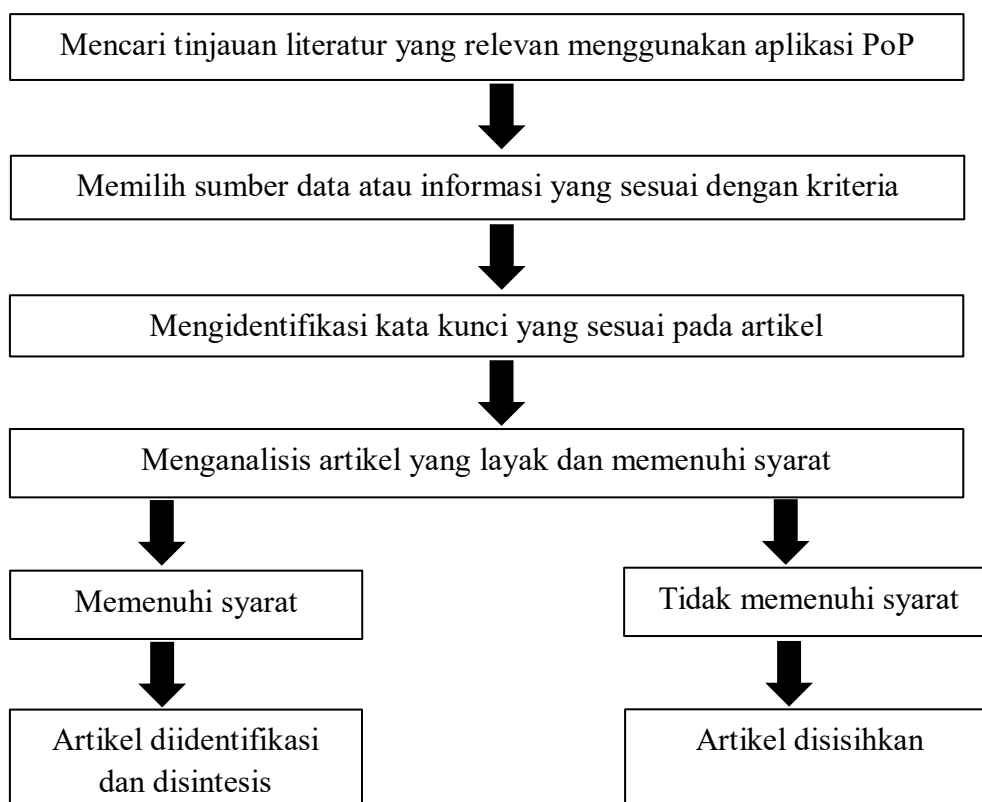 Mencari tinjauan literatur yang relevan menggunakan aplikasi PoP
Memilih sumber data atau informasi yang sesuai dengan kriteria
Mengidentifikasi kata kunci yang sesuai pada artikel
Menganalisis artikel yang layak dan memenuhi syarat
Memenuhi syarat
Tidak memenuhi syarat
Artikel diidentifikasi
dan disintesis
Artikel disisihkan